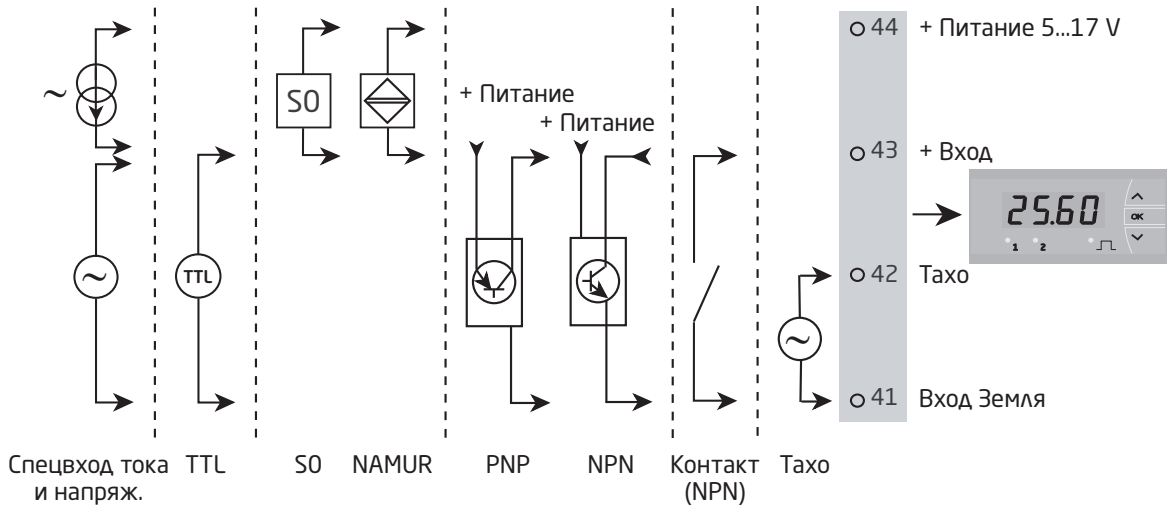 44 + Питание 5...17 V
S0
+ Питание
+ Питание
43 + Вход
25.60
OK
1 2
TTL
42 Тахо
41 Вход Земля
Спецвход тока
и напряж.
TTL
S0
NAMUR
PNP
NPN
Контакт
(NPN)
Тахо